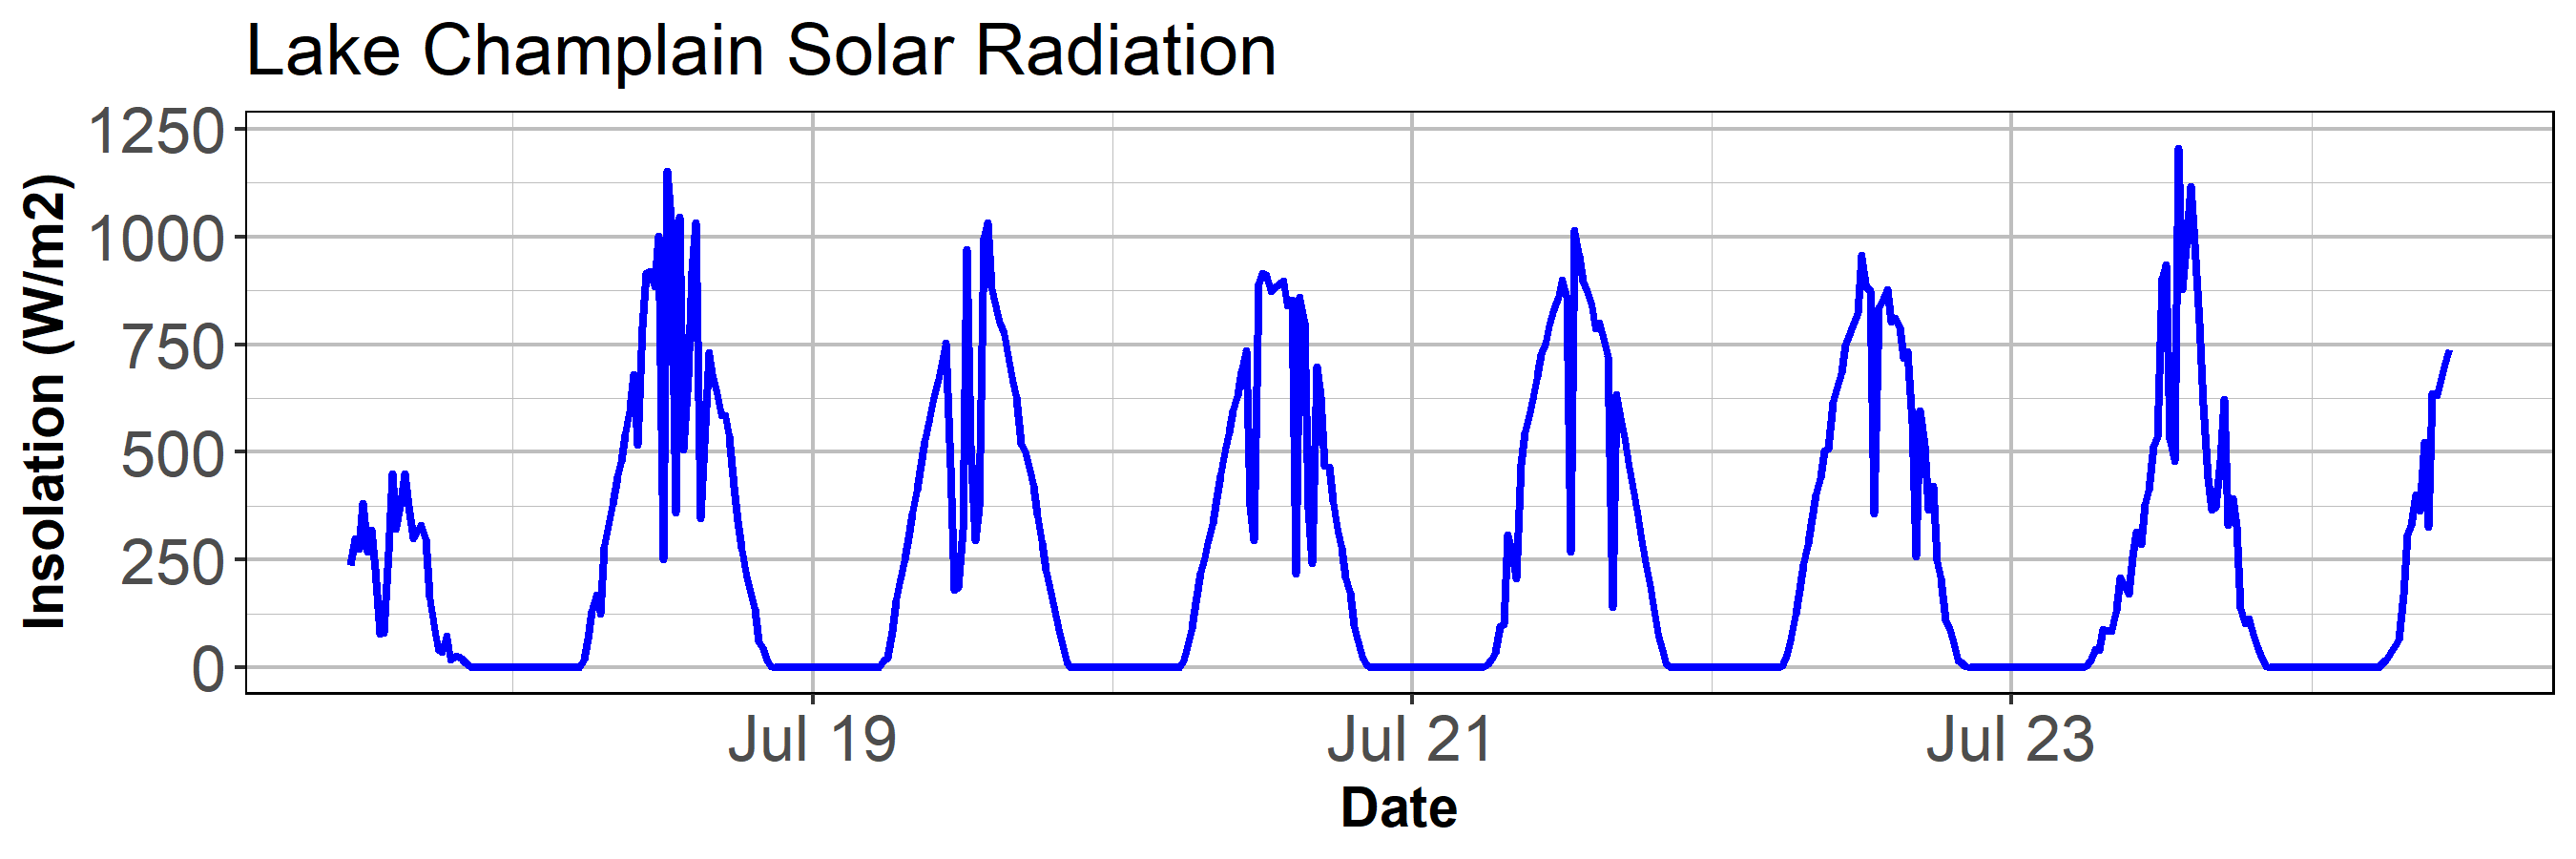 Lake Champlain Solar Radiation
Insolation (W/m2)
1250
1000
750
500
250
0
Jul 19 Jul 21 Jul 23
Date